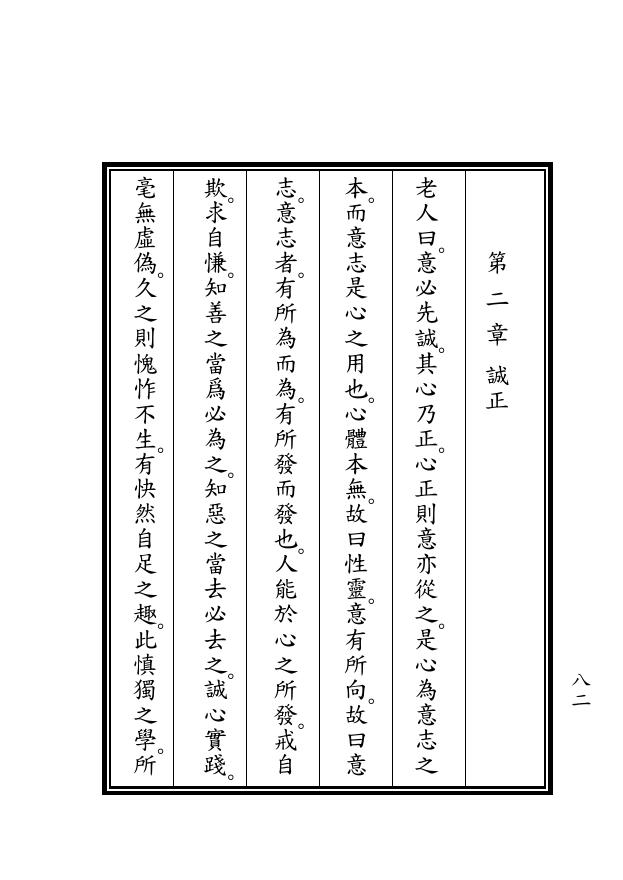 第二章 誠正
老人曰。意必先誠。其心乃正。心正則意亦從之。是心為意志之
本。而意志是心之用也。心體本無。故曰性靈。意有所向。故曰意
志。意志者。有所為而為。有所發而發也。人能於心之所發。戒自
欺。求自慊。知善之當爲必為之。知惡之當去必去之。誠心實踐。
毫無虛偽。久之則愧怍不生。有快然自足之趣。此慎獨之學。所
八二